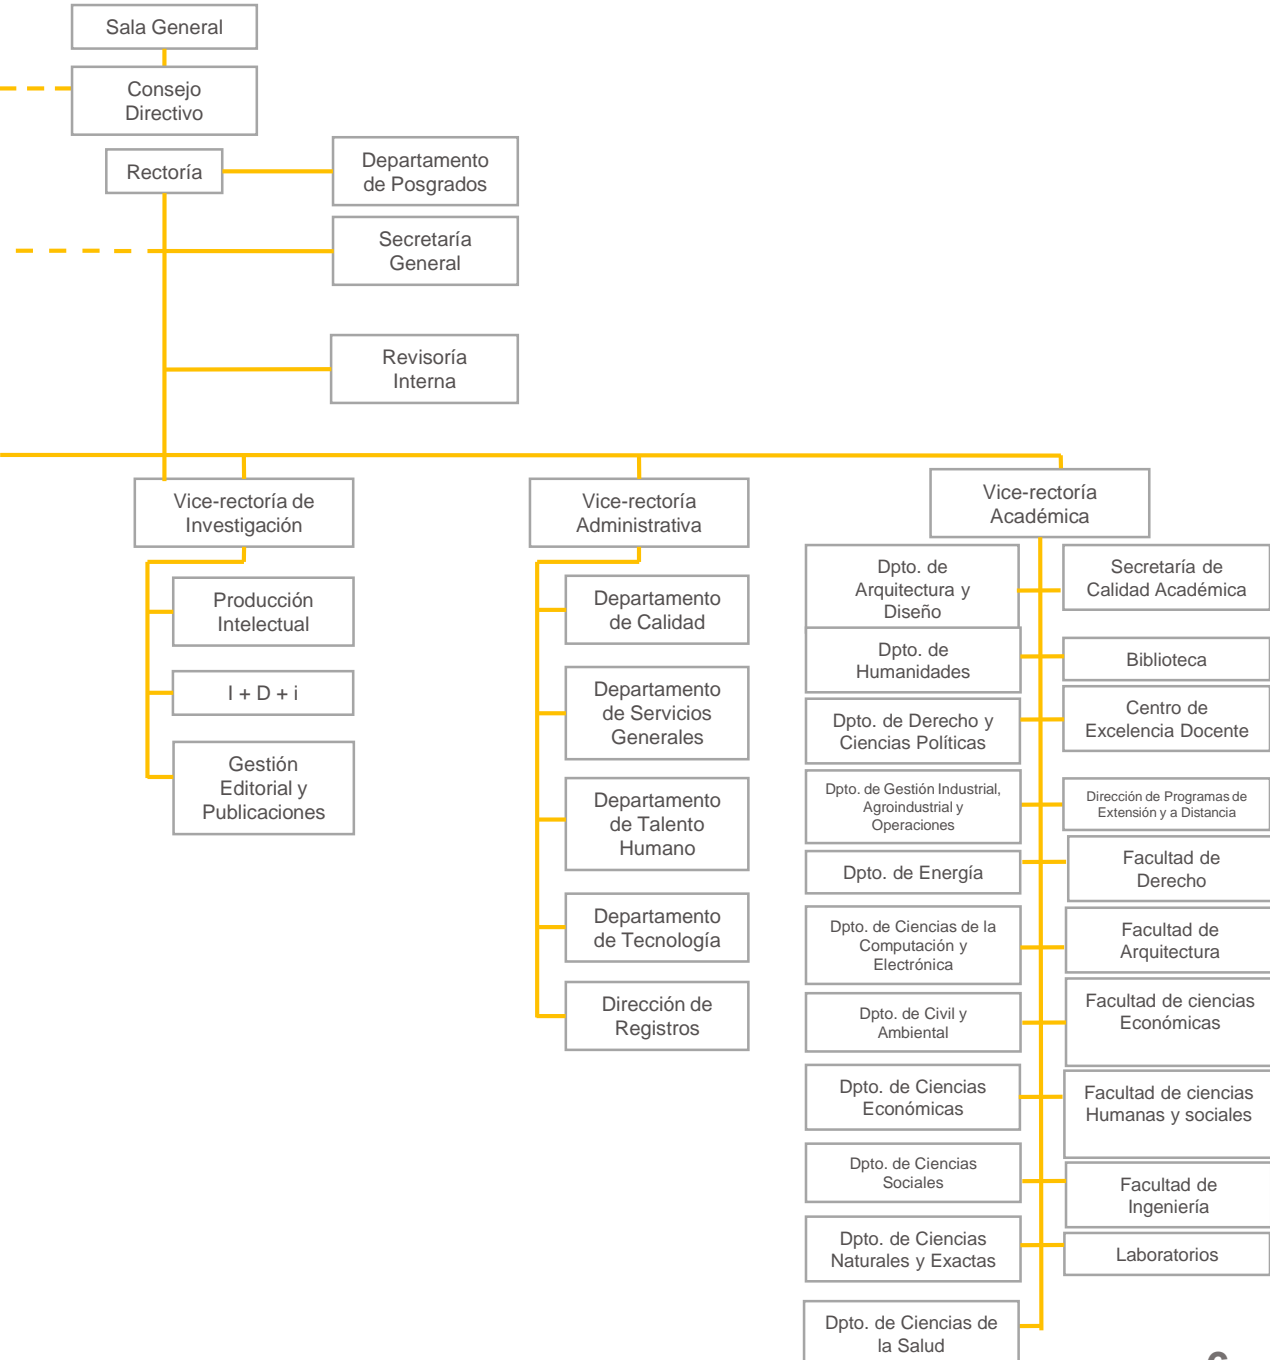 Sala General
Consejo
Directivo
Rectoría
Departamento
de Posgrados
Secretaría
General
Revisoría
Interna
Vice-rectoría de
Investigación
Producción
Intelectual
I + D + i
Gestión
Editorial y
Publicaciones
Vice-rectoría
Administrativa
Departamento
de Calidad
Departamento
de Servicios
Generales
Departamento
de Talento
Humano
Departamento
de Tecnología
Dirección de
Registros
Vice-rectoría
Académica
Dpto. de
Arquitectura y
Diseño
Dpto. de
Humanidades
Dpto. de Derecho y
Ciencias Políticas
Dpto. de Gestión Industrial,
Agroindustrial y
Operaciones
Dpto. de Energía
Dpto. de Ciencias de la
Computación y
Electrónica
Dpto. de Civil y
Ambiental
Dpto. de Ciencias
Económicas
Dpto. de Ciencias
Sociales
Dpto. de Ciencias
Naturales y Exactas
Dpto. de Ciencias de
la Salud
Secretaría de
Calidad Académica
Biblioteca
Centro de
Excelencia Docente
Dirección de Programas de
Extensión y a Distancia
Facultad de
Derecho
Facultad de
Arquitectura
Facultad de ciencias
Económicas
Facultad de ciencias
Humanas y sociales
Facultad de
Ingeniería
Laboratorios